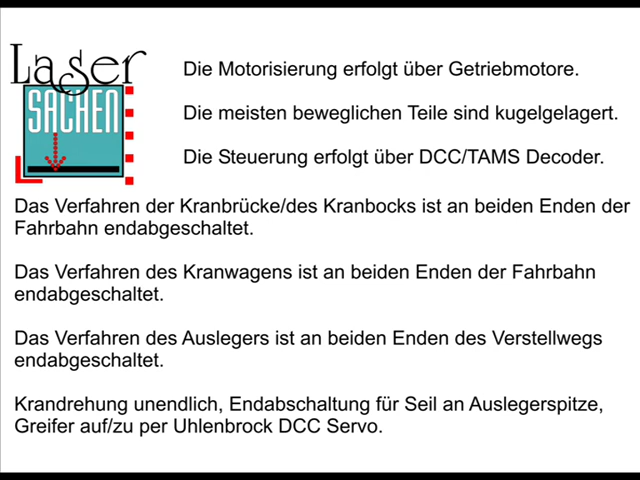 Laser
SACHEN
Die Motorisierung erfolgt über Getriebmotore.
Die meisten beweglichen Teile sind kugelgelagert.
Die Steuerung erfolgt über DCC/TAMS Decoder.
Das Verfahren der Kranbrücke/des Kranbocks ist an beiden Enden der
Fahrbahn endabgeschaltet.
Das Verfahren des Kranwagens ist an beiden Enden der Fahrbahn
endabgeschaltet.
Das Verfahren des Auslegers ist an beiden Enden des Verstellwegs
endabgeschaltet.
Krandrehung unendlich, Endabschaltung für Seil an Auslegerspitze,
Greifer auf/zu per Uhlenbrock DCC Servo.